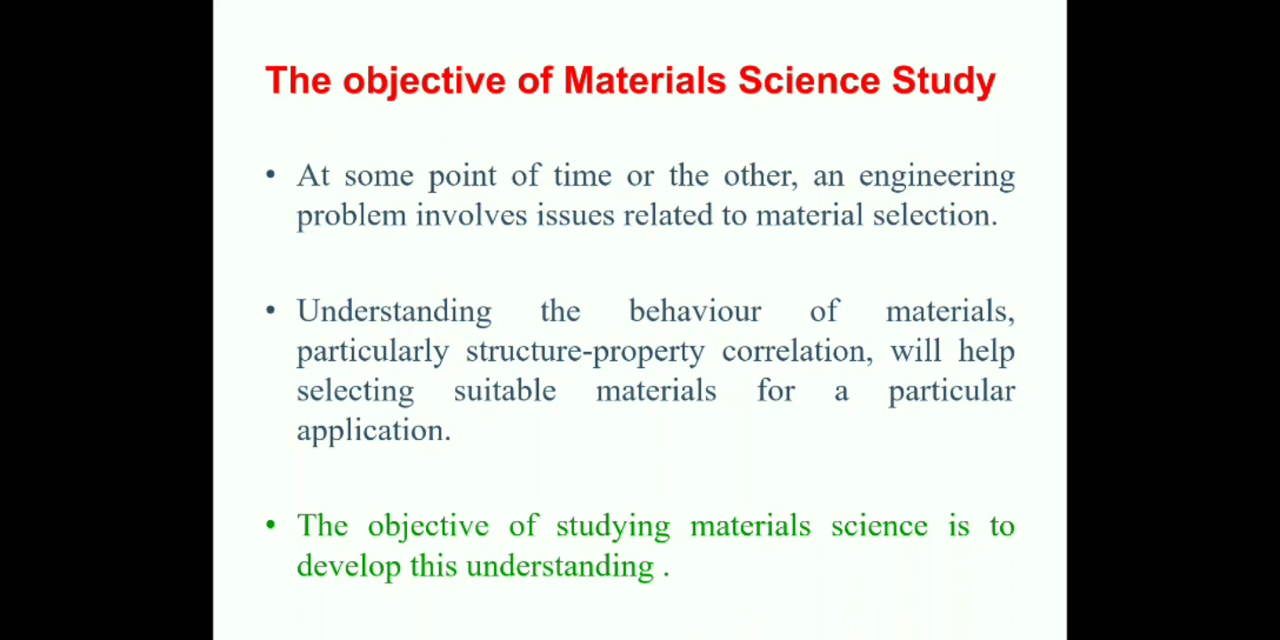 The objective of Materials Science Study
• At some point of time or the other, an engineering
problem involves issues related to material selection.
• Understanding the behaviour of materials,
particularly structure-property correlation, will help
selecting suitable materials for a particular
application.
• The objective of studying materials science is to
develop this understanding .